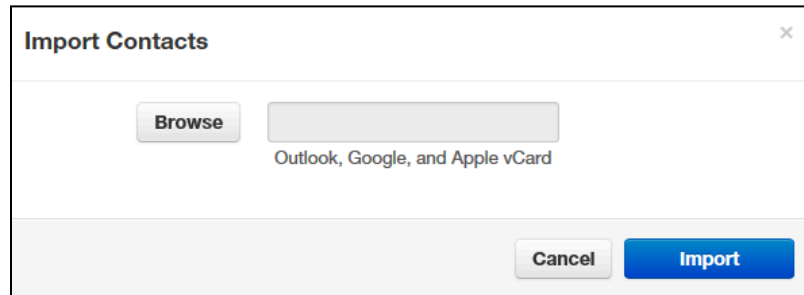 Import Contacts ×
Browse
Outlook, Google, and Apple vCard
Cancel Import